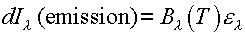 dIλ (emission) = Bλ (T) ελ